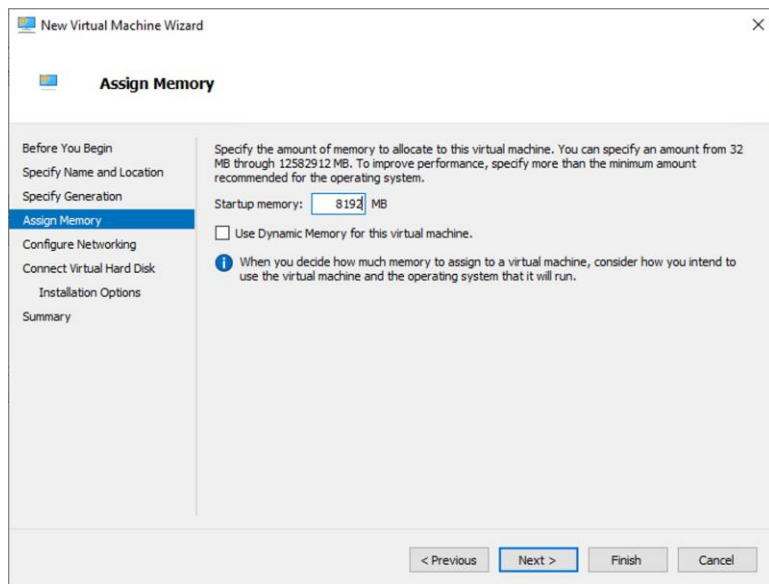 New Virtual Machine Wizard
Assign Memory
Before You Begin
Specify Name and Location
Specify Generation
Assign Memory
Configure Networking
Connect Virtual Hard Disk
Installation Options
Summary
Specify the amount of memory to allocate to this virtual machine. You can specify an amount from 32
MB through 12582912 MB. To improve performance, specify more than the minimum amount
recommended for the operating system.
Startup memory: 8192 MB
Use Dynamic Memory for this virtual machine.
When you decide how much memory to assign to a virtual machine, consider how you intend to
use the virtual machine and the operating system that it will run.
< Previous Next > Finish Cancel